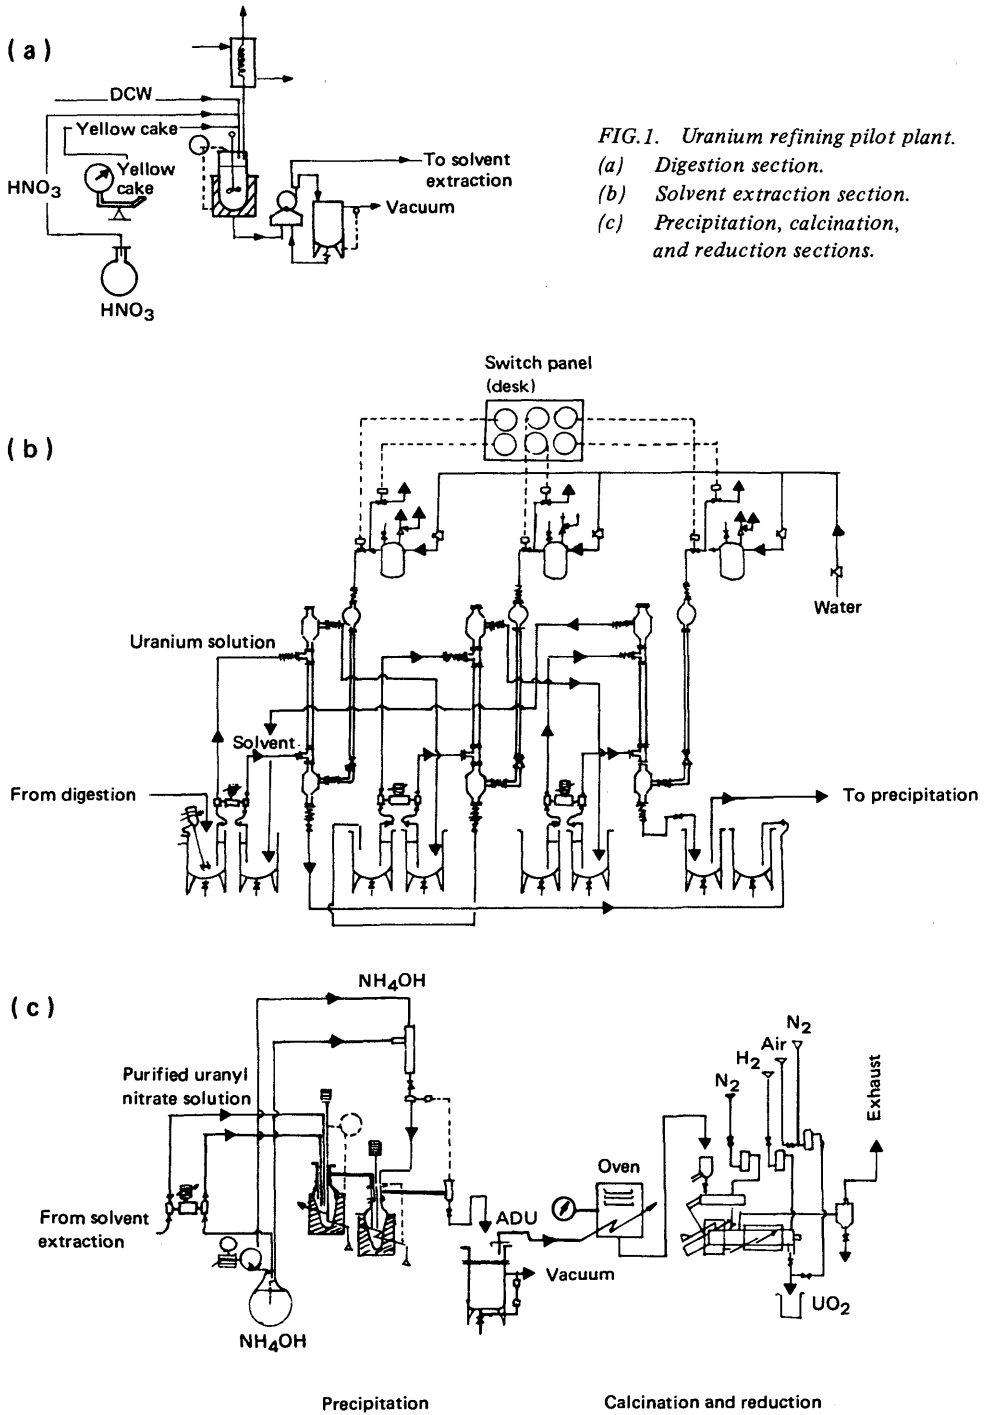 (a)
DCW
Yellow cake
Yellow
cake
HNO3
HNO3
To solvent
extraction
Vacuum
FIG.1. Uranium refining pilot plant.
(a) Digestion section.
(b) Solvent extraction section.
(c) Precipitation, calcination,
and reduction sections.
(b)
Switch panel
(desk)
Water
Uranium solution
Solvent
From digestion
To precipitation
(c)
NH4OH
Purified uranyl
nitrate solution
From solvent
extraction
NH4OH
ADU
Vacuum
Oven
N2
H2
Air
N2
Exhaust
UO2
Precipitation
Calcination and reduction